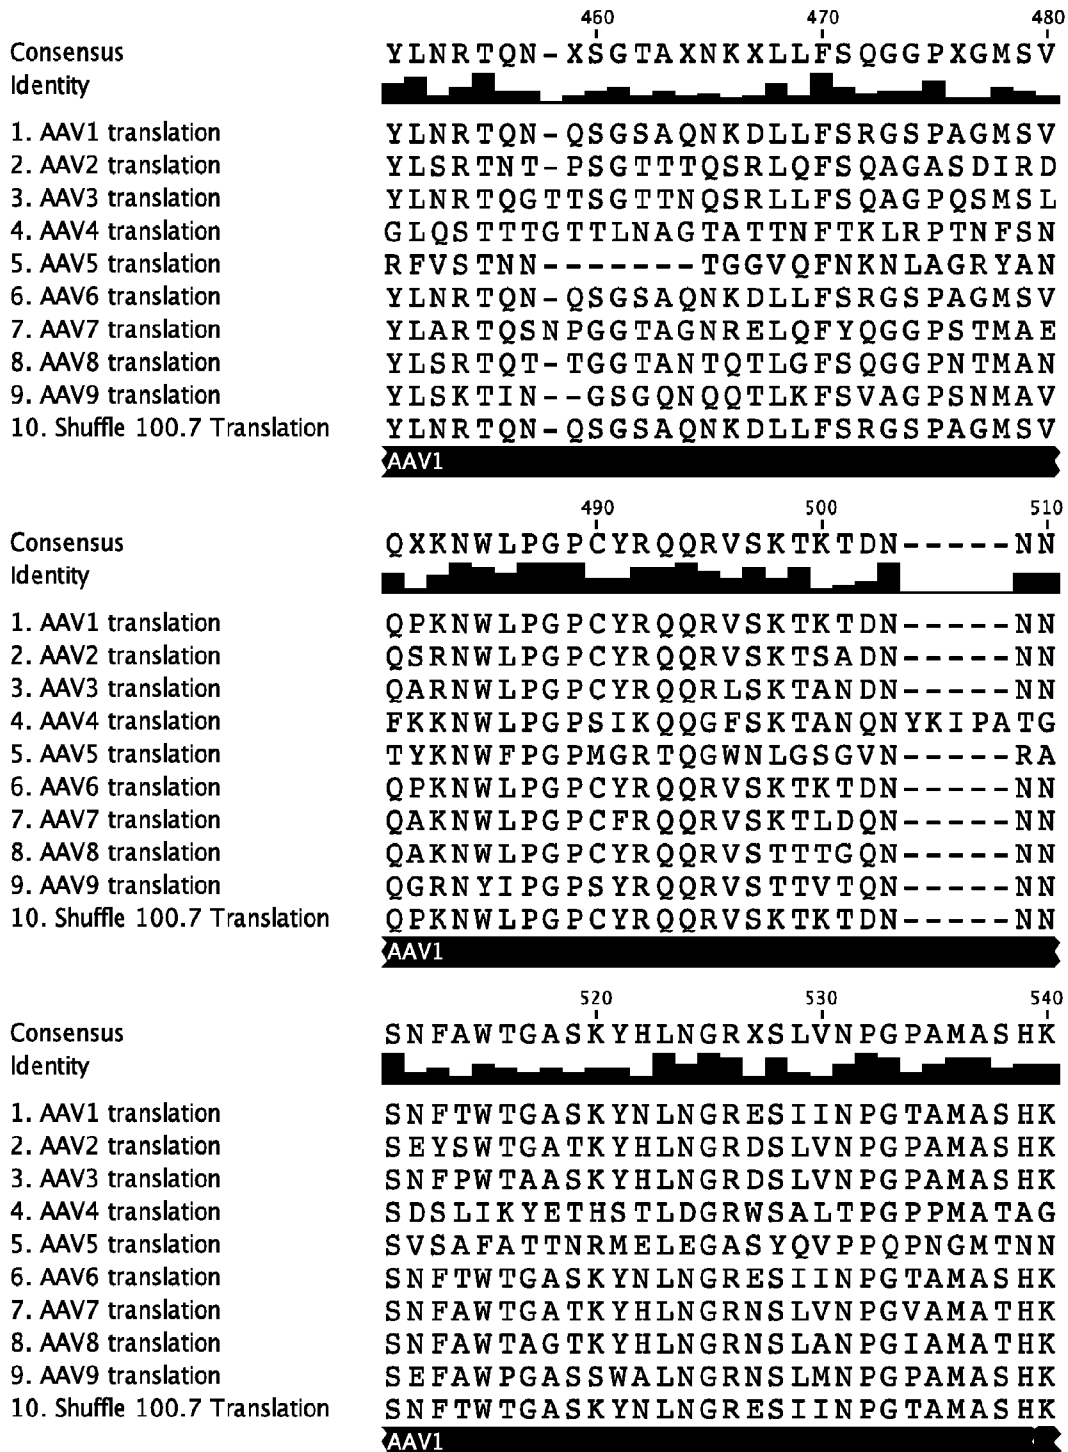 460 470 480
Consensus YLNRTQN-XSGTAXNKXLLFSQGGPXGMSV
Identity
1. AAV1 translation YLNRTQN-QSGSAQNKDLLFSRGSPAGMSV
2. AAV2 translation YLSRTNT-PSGTTTQSRLQFSQAGASDIRD
3. AAV3 translation YLNRTQGTTSGTTNQSRLLFSQAGPQSMSL
4. AAV4 translation GLQSTTTGTTLNAGTATTNFTKLRPTNFSN
5. AAV5 translation RFVSTNN-------TGGVQFNKNLAGRYAN
6. AAV6 translation YLNRTQN-QSGSAQNKDLLFSRGSPAGMSV
7. AAV7 translation YLARTQSNPGGTAGNRELQFYQGGPSTMAE
8. AAV8 translation YLSRTQT-TGGTANTQTLGFSQGGPNTMAN
9. AAV9 translation YLSKTIN--GSGQNQQTLKFSVAGPSNMAV
10. Shuffle 100.7 Translation YLNRTQN-QSGSAQNKDLLFSRGSPAGMSV
AAV1
490 500 510
Consensus QXKNWLPGPCYRQQRVSKTKTDN-----NN
Identity
1. AAV1 translation QPKNWLPGPCYRQQRVSKTKTDN-----NN
2. AAV2 translation QSRNWLPGPCYRQQRVSKTSADN-----NN
3. AAV3 translation QARNWLPGPCYRQQRLSKTANDN-----NN
4. AAV4 translation FKKNWLPGPSIKQQGFSKTANQNYKIPATG
5. AAV5 translation TYKNWFPGPMGRTQGWNLGSGVN-----RA
6. AAV6 translation QPKNWLPGPCYRQQRVSKTKTDN-----NN
7. AAV7 translation QAKNWLPGPCFRQQRVSKTLDQN-----NN
8. AAV8 translation QAKNWLPGPCYRQQRVSTTTGQN-----NN
9. AAV9 translation QGRNYIPGPSYRQQRVSTTVTQN-----NN
10. Shuffle 100.7 Translation QPKNWLPGPCYRQQRVSKTKTDN-----NN
AAV1
520 530 540
Consensus SNFAWTGASKYHLNGRXSLVNPGPAMASHK
Identity
1. AAV1 translation SNFTWTGASKYNLNGRESIINPGTAMASHK
2. AAV2 translation SEYSWTGATKYHLNGRDSLVNPGPAMASHK
3. AAV3 translation SNFPWTAASKYHLNGRDSLVNPGPAMASHK
4. AAV4 translation SDSLIKYETHSTLDGRWSALTPGPPMATAG
5. AAV5 translation SVSAFATTNRMELEGASYQVPPQPNGMTNN
6. AAV6 translation SNFTWTGASKYNLNGRESIINPGTAMASHK
7. AAV7 translation SNFAWTGATKYHLNGRNSLVNPGVAMATHK
8. AAV8 translation SNFAWTAGTKYHLNGRNSLANPGIAMATHK
9. AAV9 translation SEFAWPGASSWALNGRNSLMNPGPAMASHK
10. Shuffle 100.7 Translation SNFTWTGASKYNLNGRESIINPGTAMASHK
AAV1